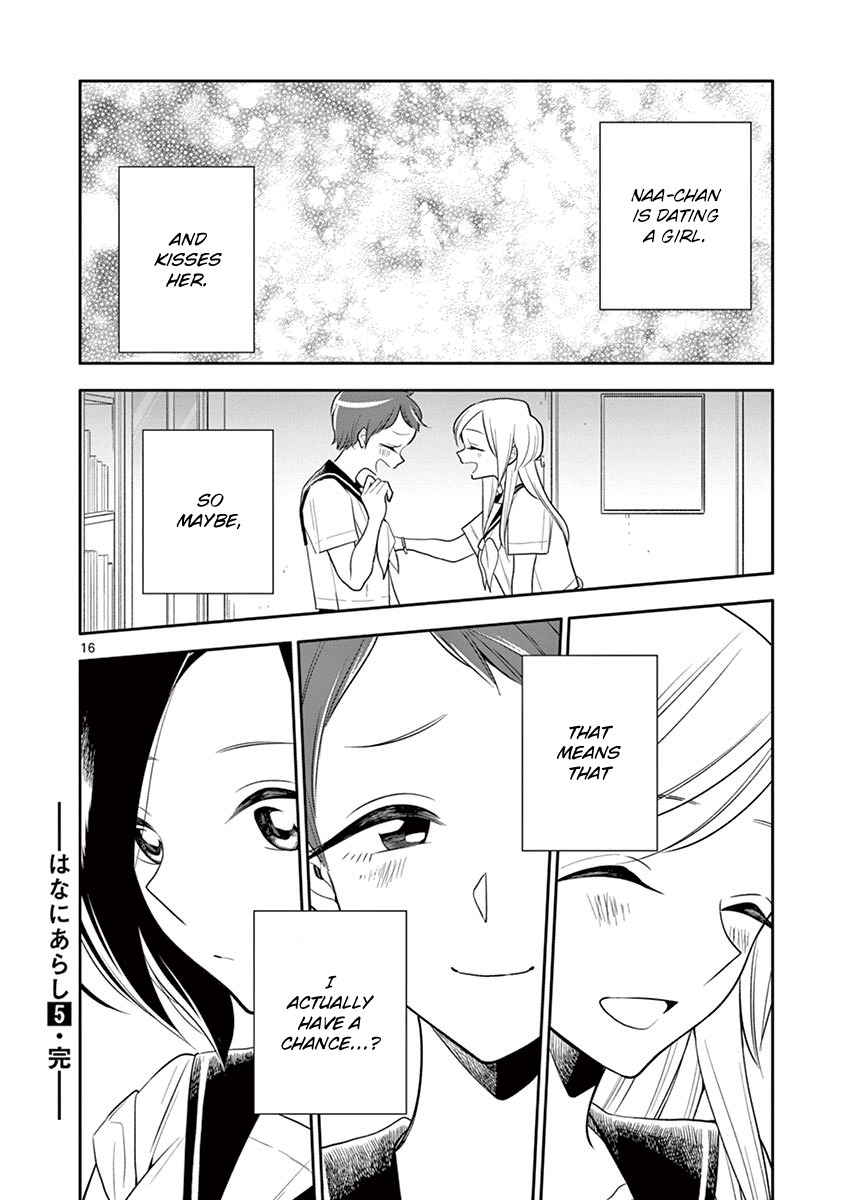 NAA-CHAN
IS DATING
A GIRL.
AND
KISSES
HER.
SO
MAYBE,
16
THAT
MEANS
THAT
I
ACTUALLY
HAVE A
CHANCE...?
はなにあらし5・完